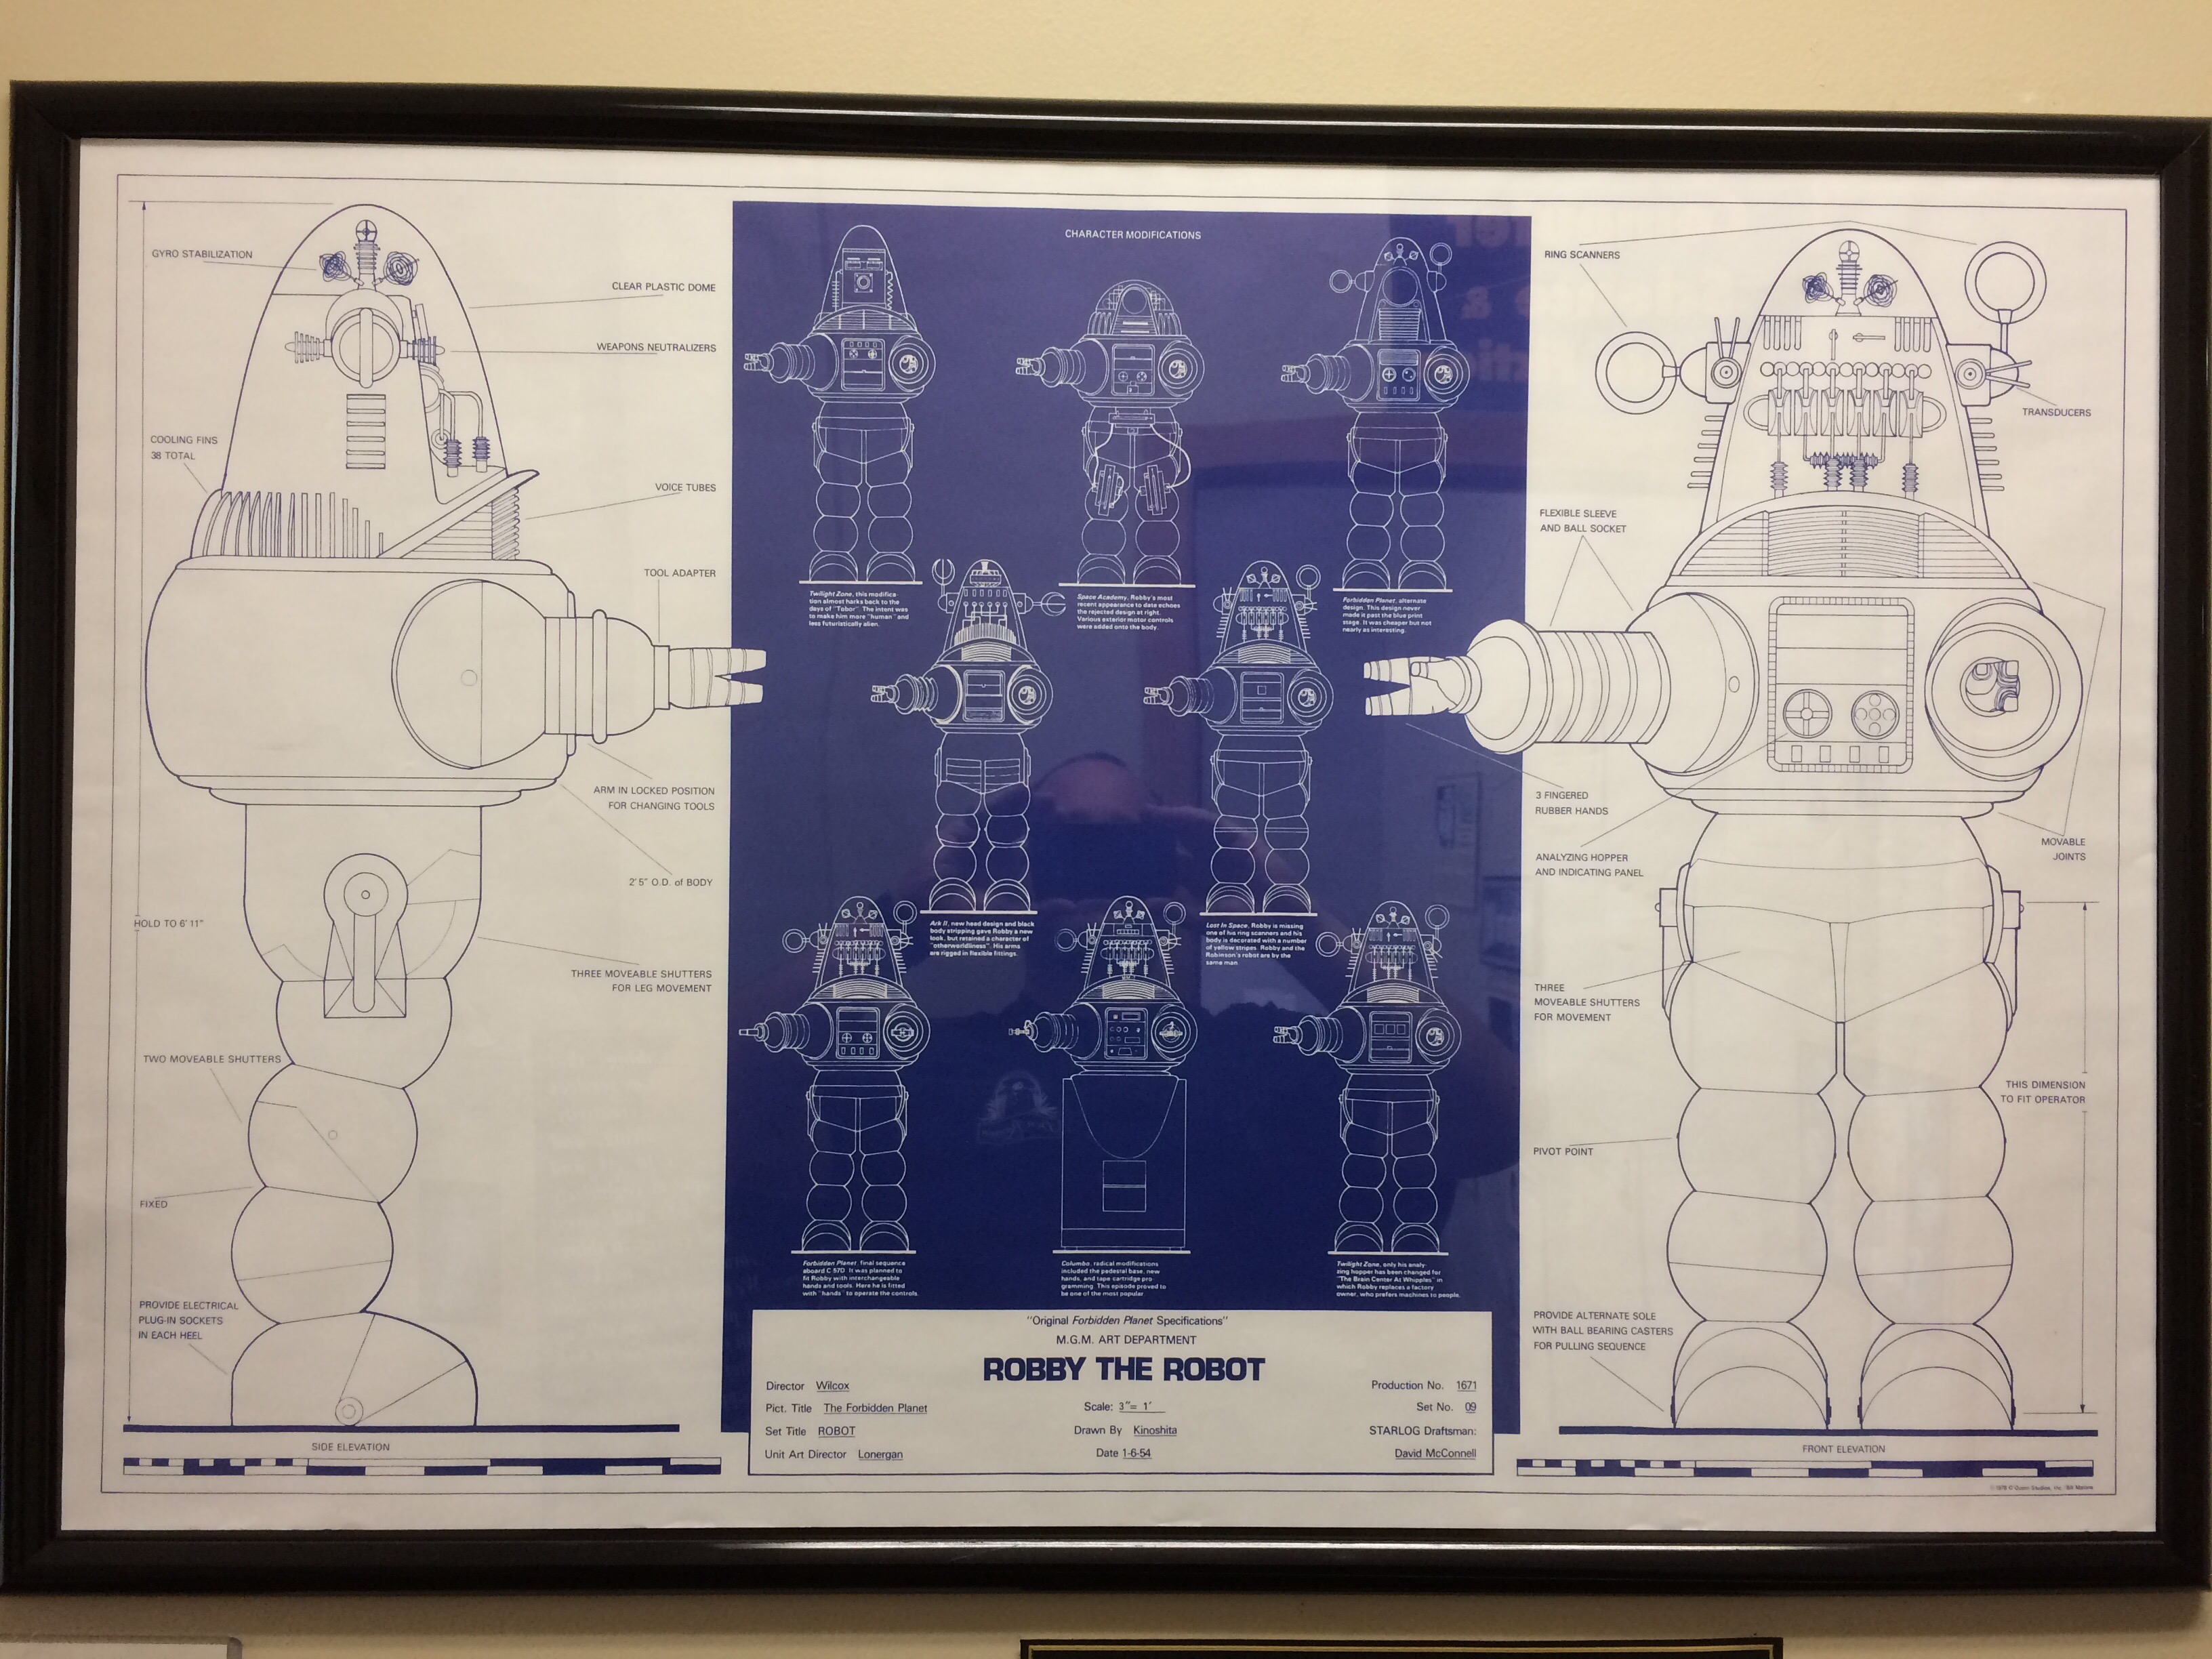 GYRO STABILIZATION
CLEAR PLASTIC DOME
WEAPONS NEUTRALIZERS
COOLING FINS
38 TOTAL
VOICE TUBES
TOOL ADAPTER
ARM IN LOCKED POSITION
FOR CHANGING TOOLS
2'5" O.D. of BODY
HOLD TO 6'11"
THREE MOVEABLE SHUTTERS
FOR LEG MOVEMENT
TWO MOVEABLE SHUTTERS
FIXED
PROVIDE ELECTRICAL
PLUG-IN SOCKETS
IN EACH HEEL
SIDE ELEVATION
CHARACTER MODIFICATIONS
Twilight Zone, this modifica-
tion almost harks back to the
days of "Tobor". The intent was
to make him more "human" and
less futuristically alien.
Space Academy, Robby's most
recent appearance to date echoes
the rejected design at right.
Various exterior motor controls
were added onto the body.
Forbidden Planet, alternate
design. This design never
made it past the blue print
stage. It was cheaper but not
nearly as interesting.
Ark II, new head design and black
body stripping gave Robby a new
look, but retained a character of
"otherworldliness". His arms
are rigged in flexible fittings.
Lost In Space, Robby is missing
one of his ring scanners and his
body is decorated with a number
of yellow stripes. Robby and the
Robinson's robot are by the
same man.
Forbidden Planet, final sequence
aboard C 57D. It was planned to
fit Robby with interchangeable
hands and tools. Here he is fitted
with "hands" to operate the controls.
Columbo, radical modifications
included the pedestal base, new
hands, and tape cartridge pro
gramming. This episode proved to
be one of the most popular.
Twilight Zone, only his analy-
zing hopper has been changed for
"The Brain Center At Whipples" in
which Robby replaces a factory
owner, who prefers machines to people.
"Original Forbidden Planet Specifications"
M.G.M. ART DEPARTMENT
ROBBY THE ROBOT
Director Wilcox
Pict. Title The Forbidden Planet
Set Title ROBOT
Unit Art Director Lonergan
Scale: 3"= 1'
Drawn By Kinoshita
Date 1-6-54
Production No. 1671
Set No. 09
STARLOG Draftsman:
David McConnell
RING SCANNERS
TRANSDUCERS
FLEXIBLE SLEEVE
AND BALL SOCKET
3 FINGERED
RUBBER HANDS
ANALYZING HOPPER
AND INDICATING PANEL
MOVABLE
JOINTS
THREE
MOVEABLE SHUTTERS
FOR MOVEMENT
THIS DIMENSION
TO FIT OPERATOR
PIVOT POINT
PROVIDE ALTERNATE SOLE
WITH BALL BEARING CASTERS
FOR PULLING SEQUENCE
FRONT ELEVATION